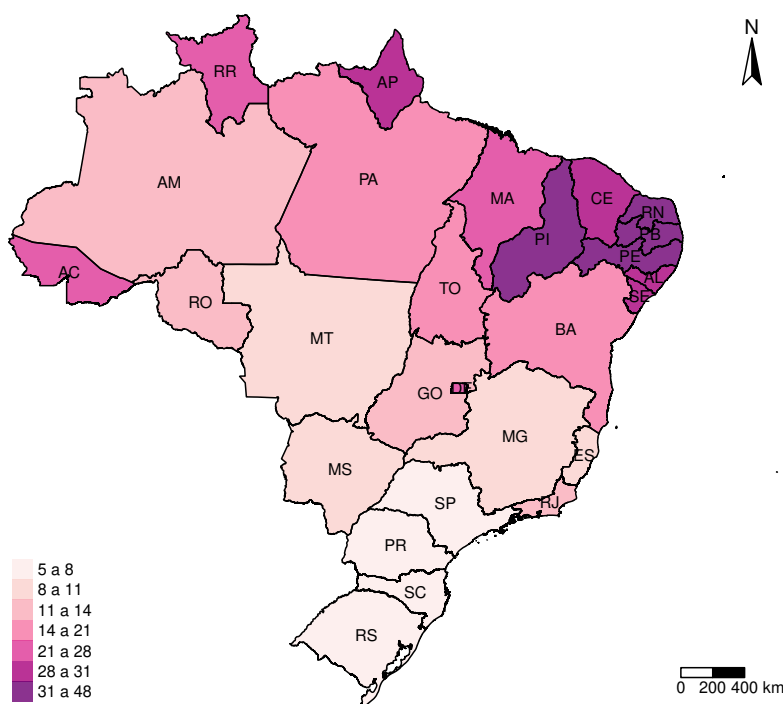 N
RR
AP
AM
PA
MA
CE
RN
PI
PB
PE
AC
AL
TO
SE
RO
BA
MT
GO
DF
MG
ES
MS
SP
RJ
PR
SC
RS
5 a 8
8 a 11
11 a 14
14 a 21
21 a 28
28 a 31
31 a 48
0 200 400 km